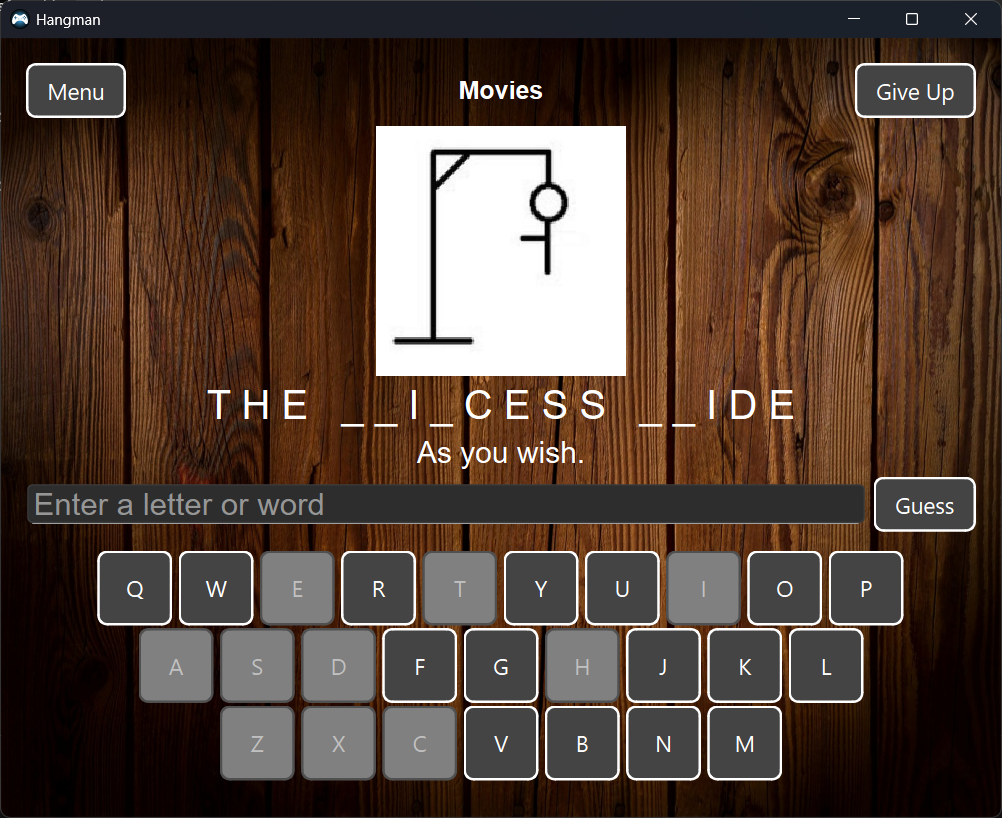 Hangman
Menu
Movies
Give Up
T H E _ _ I _ C E S S _ _ I D E
As you wish.
Enter a letter or word
Guess
Q W E R T Y U I O P
A S D F G H J K L
Z X C V B N M